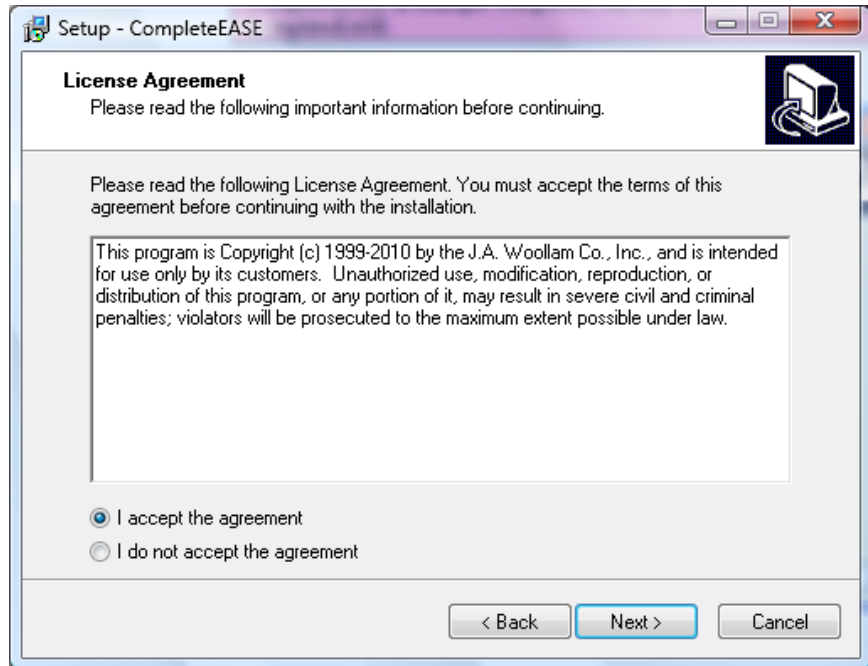 Setup - CompleteEASE
License Agreement
Please read the following important information before continuing.
Please read the following License Agreement. You must accept the terms of this
agreement before continuing with the installation.
This program is Copyright (c) 1999-2010 by the J.A. Woollam Co., Inc., and is intended
for use only by its customers.  Unauthorized use, modification, reproduction, or
distribution of this program, or any portion of it, may result in severe civil and criminal
penalties; violators will be prosecuted to the maximum extent possible under law.
I accept the agreement
I do not accept the agreement
< Back Next > Cancel